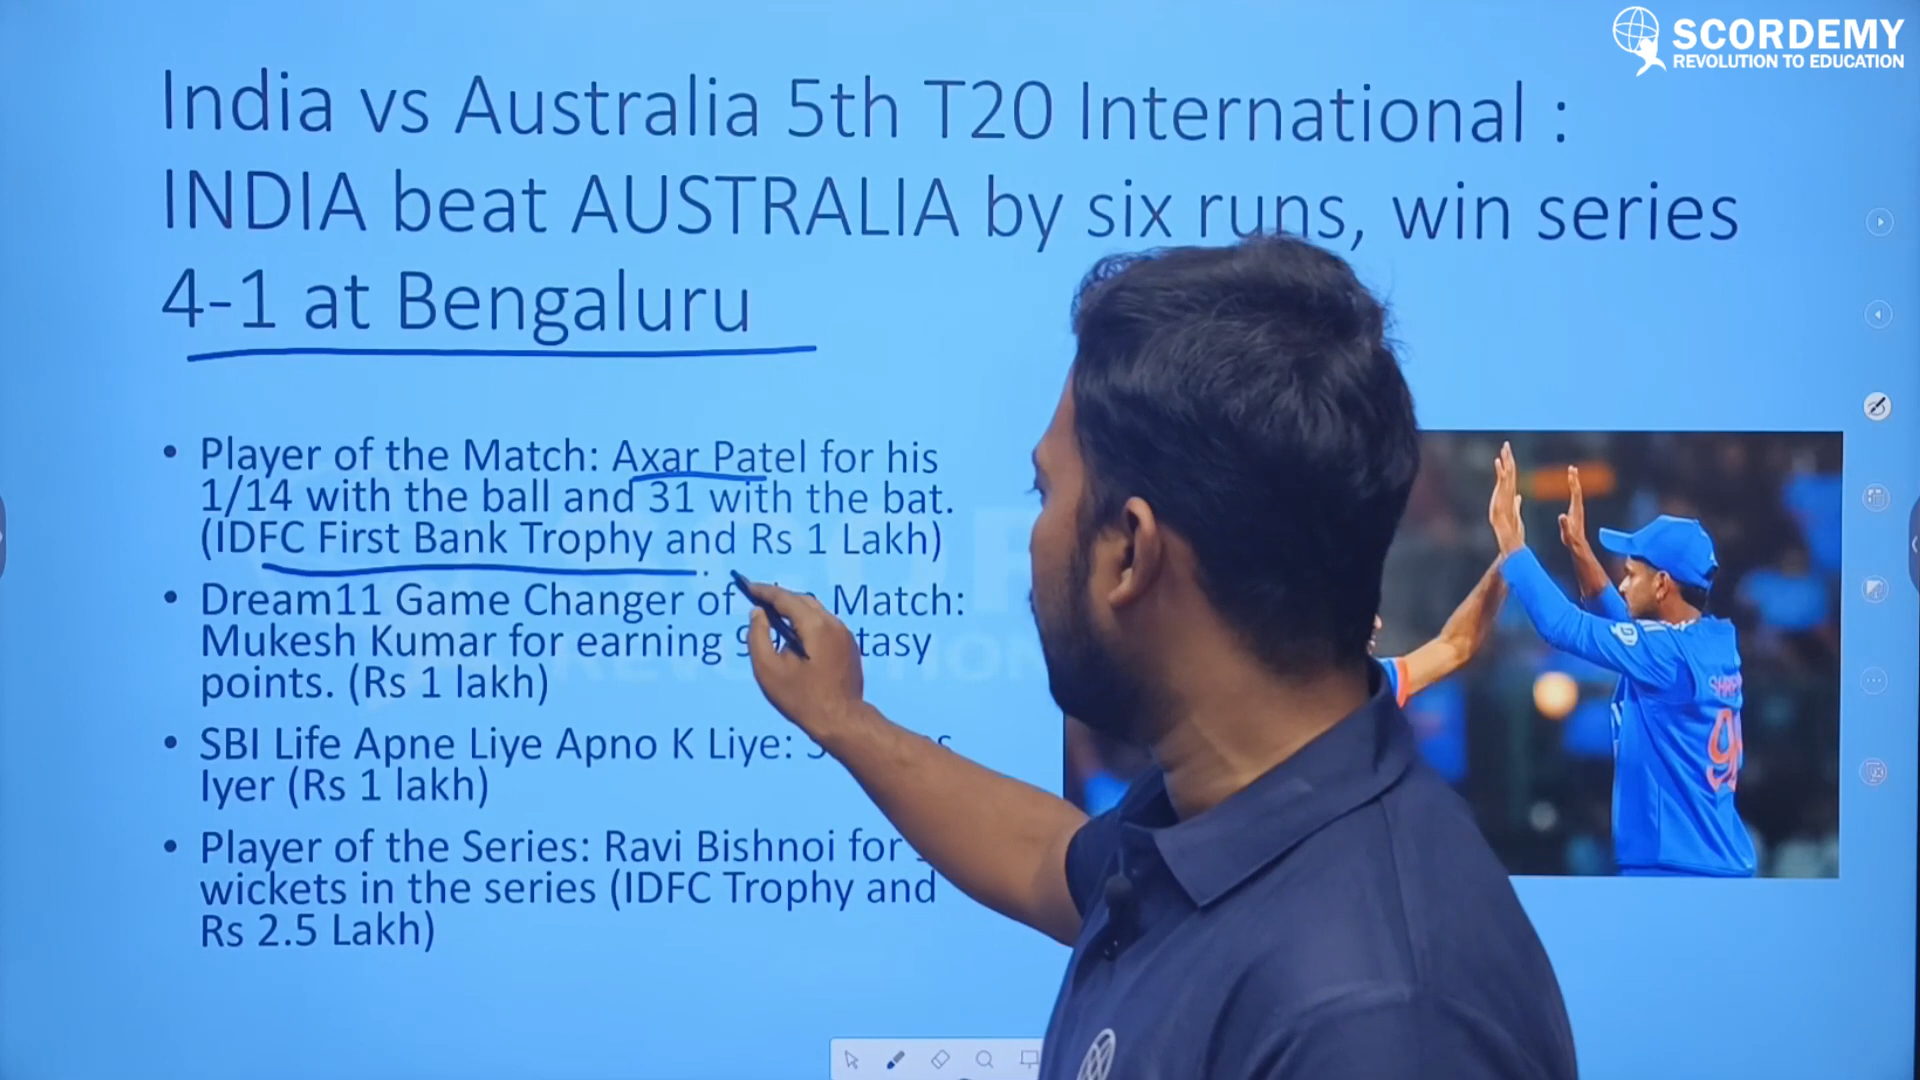 SCORDEMY
REVOLUTION TO EDUCATION
India vs Australia 5th T20 International :
INDIA beat AUSTRALIA by six runs, win series
4-1 at Bengaluru
• Player of the Match: Axar Patel for his
1/14 with the ball and 31 with the bat.
(IDFC First Bank Trophy and Rs 1 Lakh)
• Dream11 Game Changer of Match:
Mukesh Kumar for earning
points. (Rs 1 lakh)
• SBI Life Apne Liye Apno K Liye:
Iyer (Rs 1 lakh)
• Player of the Series: Ravi Bishnoi for
wickets in the series (IDFC Trophy and
Rs 2.5 Lakh)